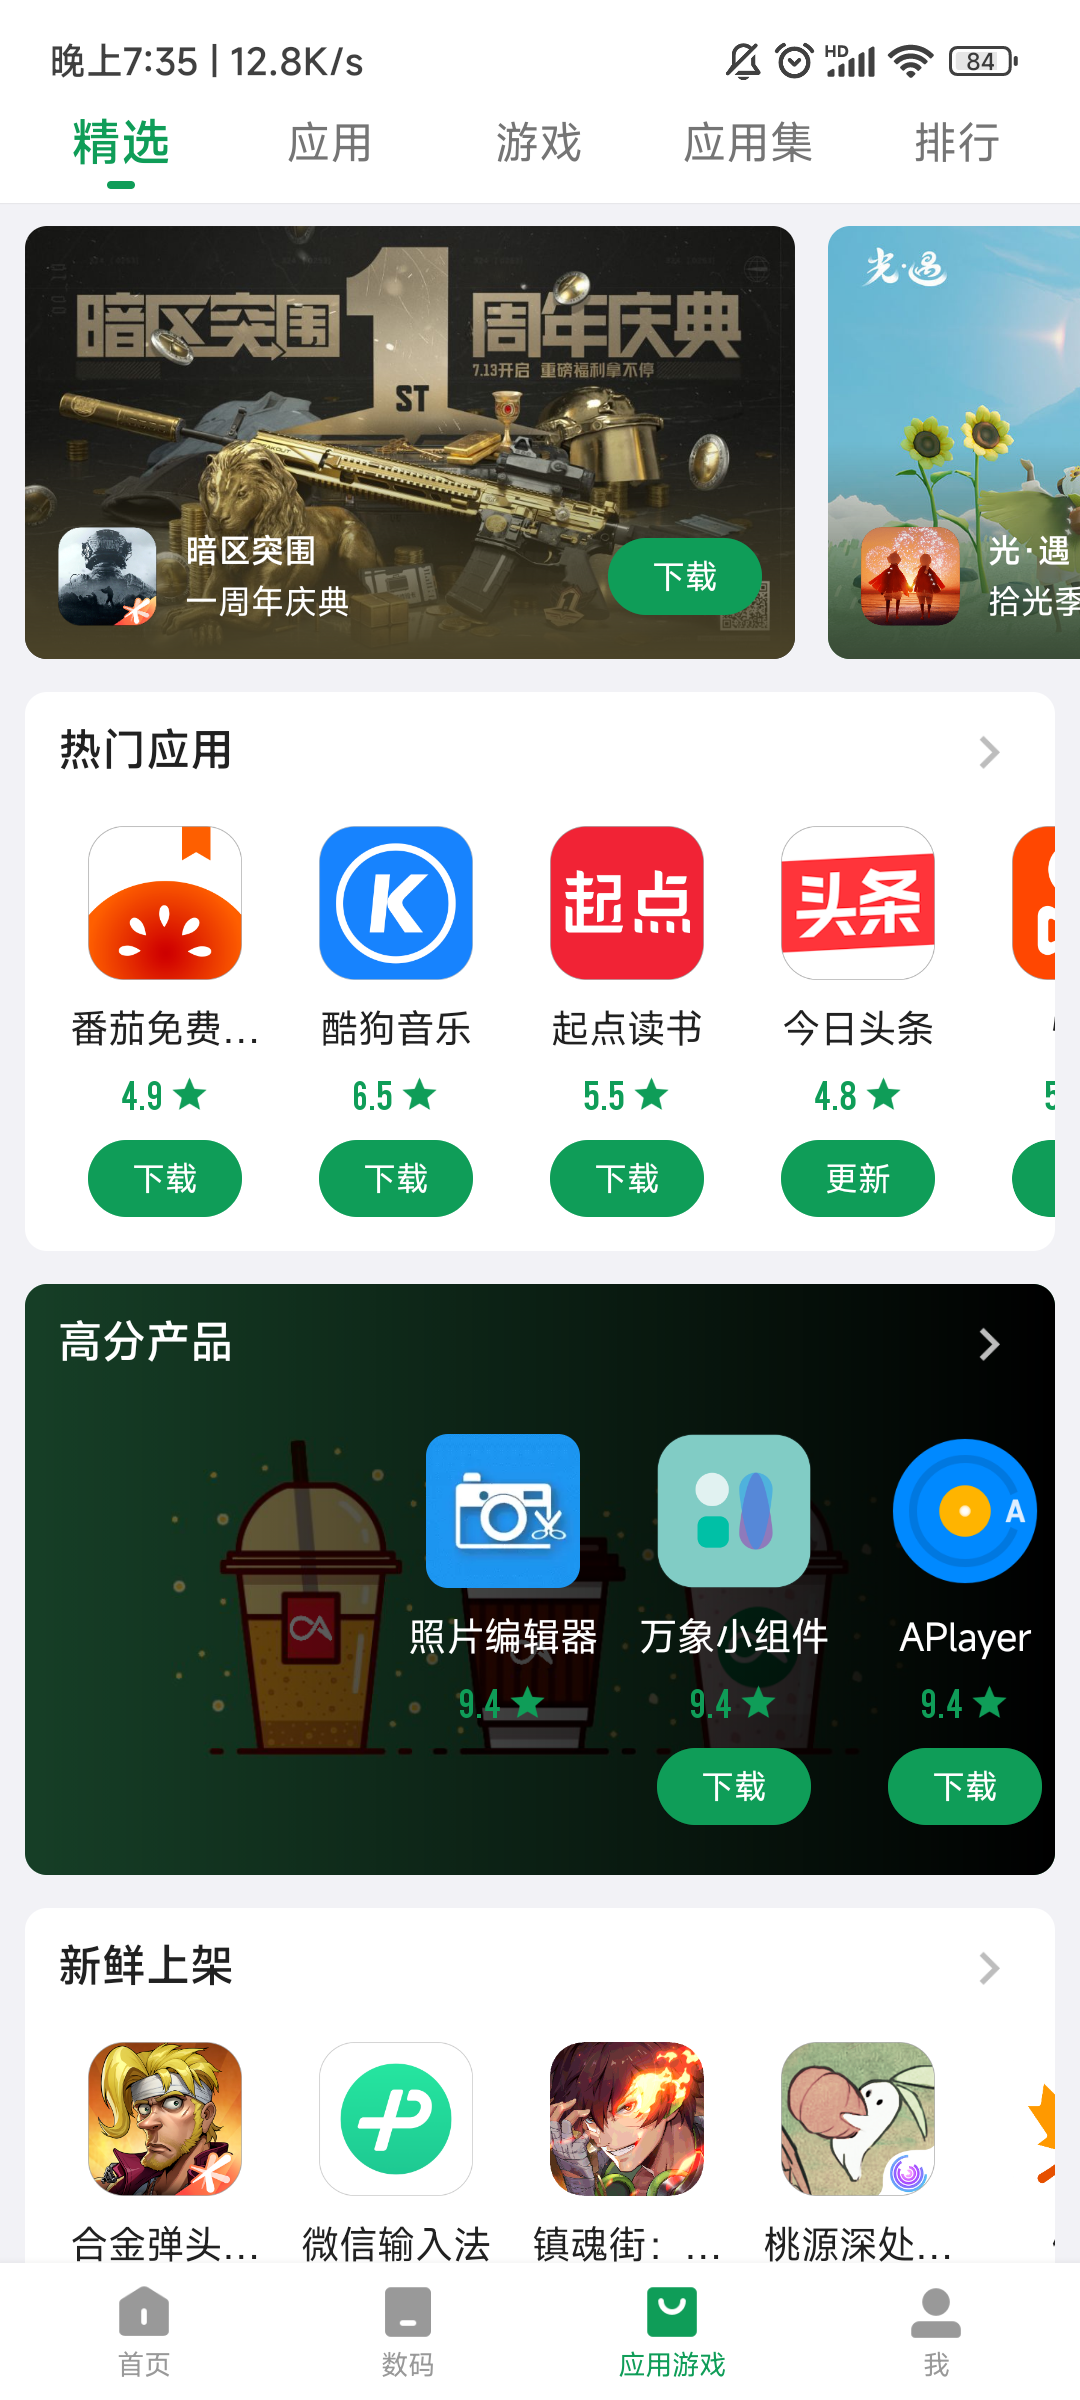 晚上7:35 | 12.8K/s
HD
84
精选
应用
游戏
应用集
排行
暗区突围
1
ST
周年庆典
7.13开启 重磅福利拿不停
暗区突围
一周年庆典
下载
光·遇
光·遇
拾光季
热门应用
番茄免费...
酷狗音乐
起点
起点读书
头条
今日头条
4.9
6.5
5.5
4.8
下载
下载
下载
更新
高分产品
照片编辑器
万象小组件
A
APlayer
9.4
9.4
9.4
下载
下载
新鲜上架
合金弹头...
微信输入法
镇魂街：...
桃源深处...
首页
数码
应用游戏
我